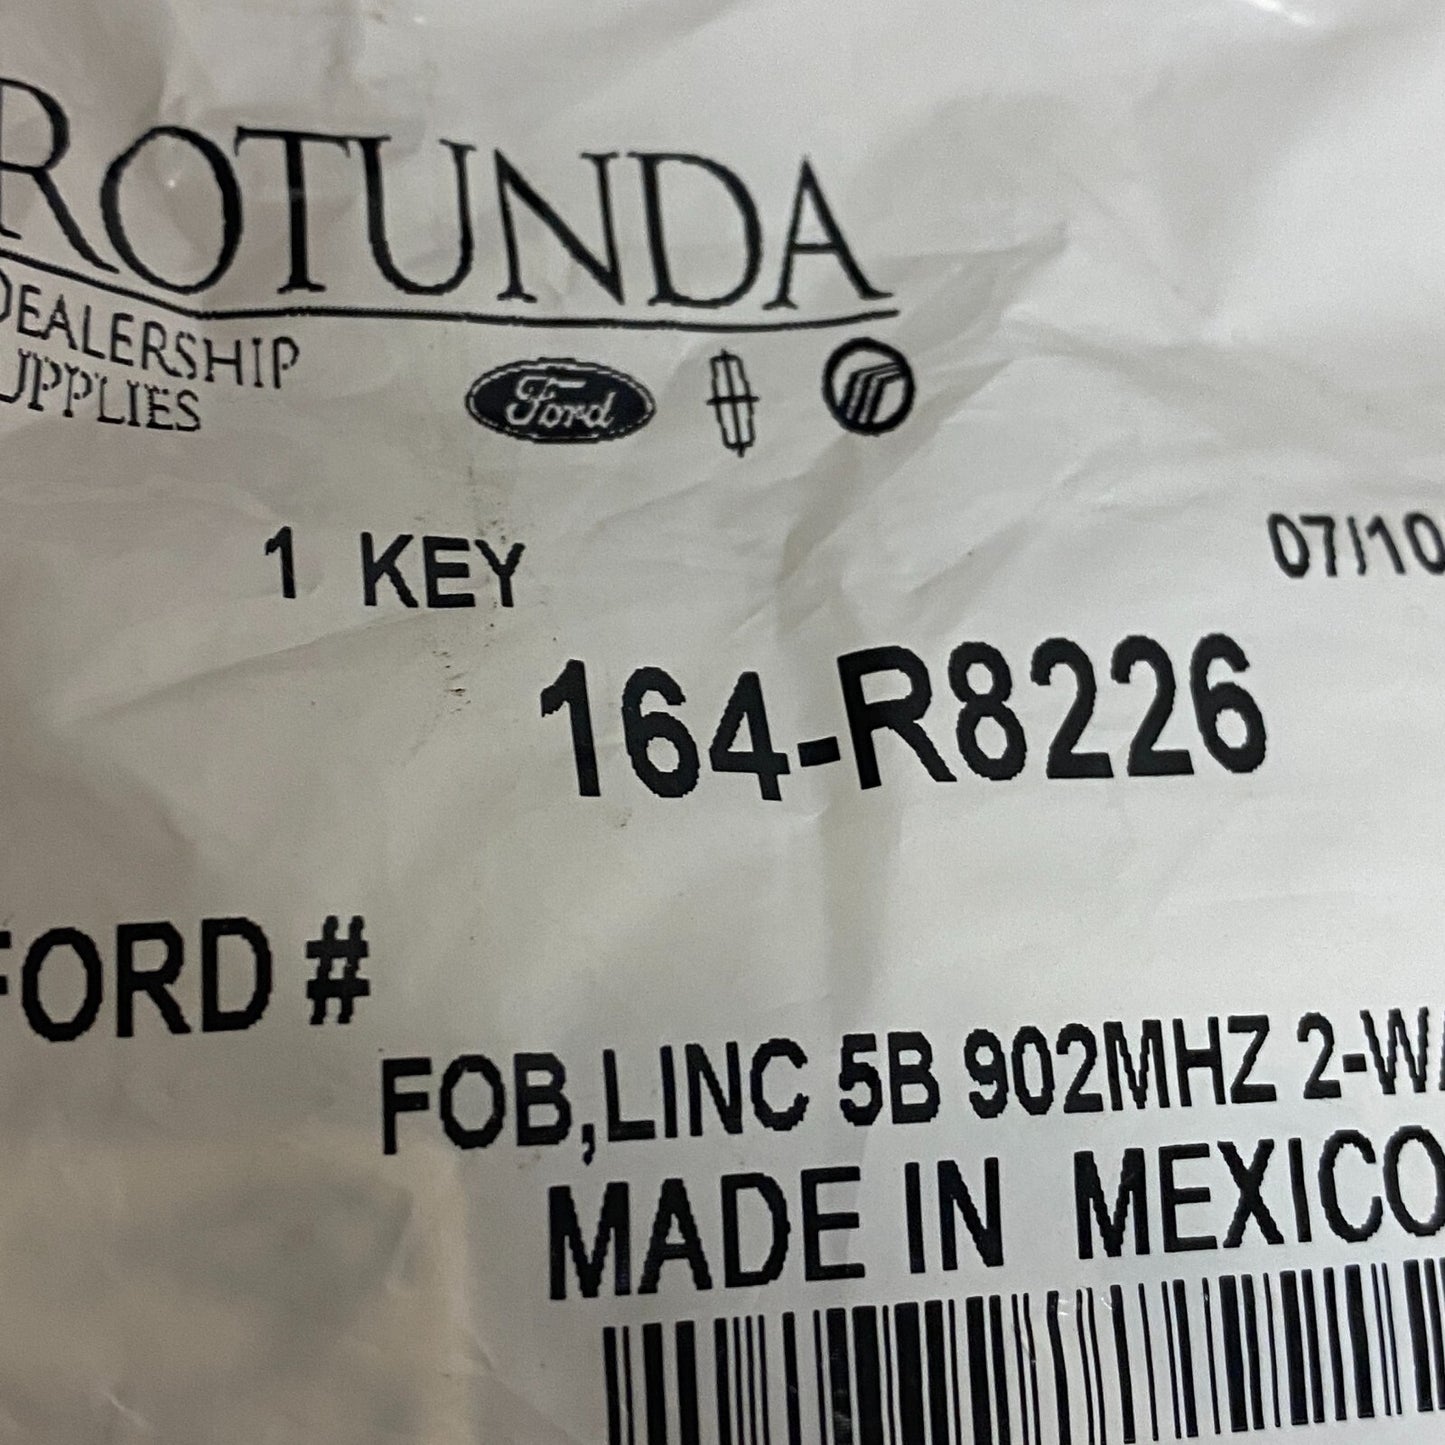 ROTUNDA
DEALERSHIP
UPPLIES
Ford
1 KEY
07/10
164-R8226
FORD #
FOB,LINC 5B 902MHZ 2-WA
MADE IN MEXICO